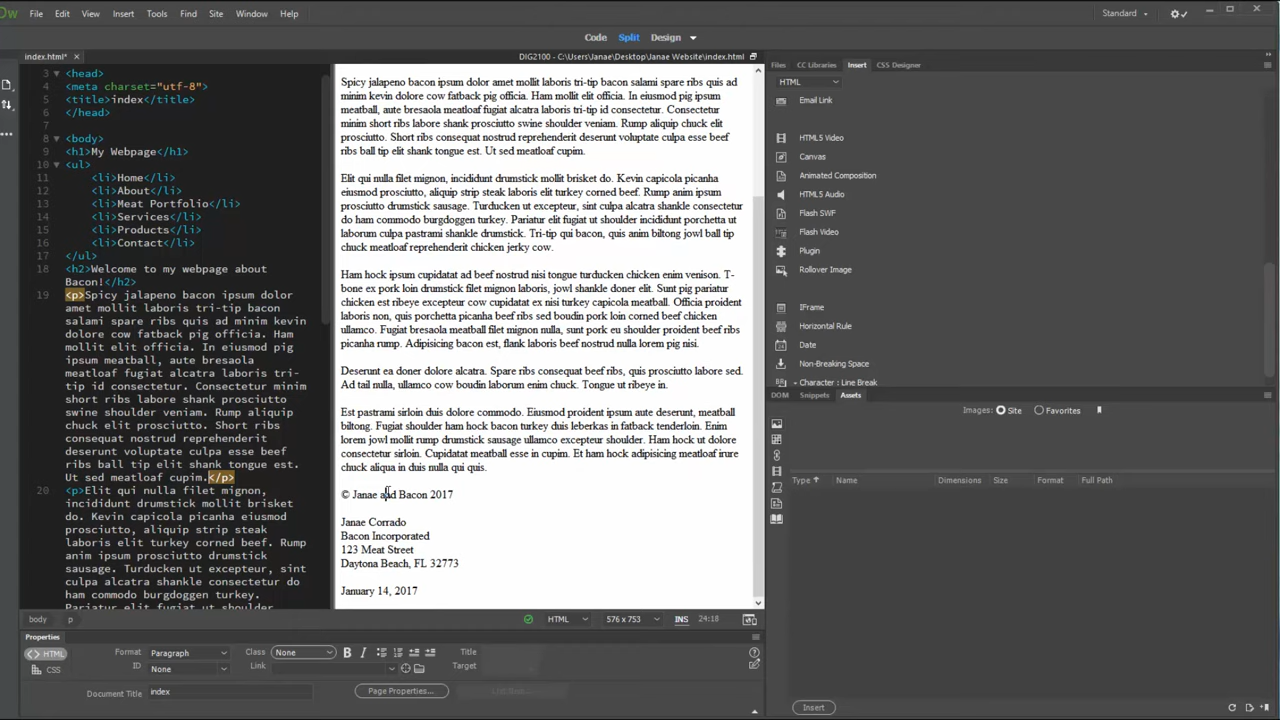 Dw File Edit View Insert Tools Find Site Window Help Standard
Code Split Design
index.html* DIG2100 - C:\Users\Janae\Desktop\Janae Website\index.html
3 <head>
4 <meta charset="utf-8">
5 <title>index</title>
6 </head>
7
8 <body>
9 <h1>My Webpage</h1>
10 <ul>
11 <li>Home</li>
12 <li>About</li>
13 <li>Meat Portfolio</li>
14 <li>Services</li>
15 <li>Products</li>
16 <li>Contact</li>
17 </ul>
18 <h2>Welcome to my webpage about
Bacon!</h2>
19 <p>Spicy jalapeno bacon ipsum dolor
amet mollit laboris tri-tip bacon
salami spare ribs quis ad minim kevin
dolore cow fatback pig officia. Ham
mollit elit officia. In eiusmod pig
ipsum meatball, aute bresaola
meatloaf fugiat alcatra laboris tri-
tip id consectetur. Consectetur minim
short ribs labore shank prosciutto
swine shoulder veniam. Rump aliquip
chuck elit prosciutto. Short ribs
consequat nostrud reprehenderit
deserunt voluptate culpa esse beef
ribs ball tip elit shank tongue est.
Ut sed meatloaf cupim.</p>
20 <p>Elit qui nulla filet mignon,
incididunt drumstick mollit brisket
do. Kevin capicola picanha eiusmod
prosciutto, aliquip strip steak
laboris elit turkey corned beef. Rump
anim ipsum prosciutto drumstick
sausage. Turducken ut excepteur, sint
culpa alcatra shankle consectetur do
ham commodo burgdoggen turkey.
Pariatur elit fugiat ut shoulder
Spicy jalapeno bacon ipsum dolor amet mollit laboris tri-tip bacon salami spare ribs quis ad
minim kevin dolore cow fatback pig officia. Ham mollit elit officia. In eiusmod pig ipsum
meatball, aute bresaola meatloaf fugiat alcatra laboris tri-tip id consectetur. Consectetur
minim short ribs labore shank prosciutto swine shoulder veniam. Rump aliquip chuck elit
prosciutto. Short ribs consequat nostrud reprehenderit deserunt voluptate culpa esse beef
ribs ball tip elit shank tongue est. Ut sed meatloaf cupim.
Elit qui nulla filet mignon, incididunt drumstick mollit brisket do. Kevin capicola picanha
eiusmod prosciutto, aliquip strip steak laboris elit turkey corned beef. Rump anim ipsum
prosciutto drumstick sausage. Turducken ut excepteur, sint culpa alcatra shankle consectetur
do ham commodo burgdoggen turkey. Pariatur elit fugiat ut shoulder incididunt porchetta ut
laborum culpa pastrami shankle drumstick. Tri-tip qui bacon, quis anim biltong jowl ball tip
chuck meatloaf reprehenderit chicken jerky cow.
Ham hock ipsum cupidatat ad beef nostrud nisi tongue turducken chicken enim venison. T-
bone ex pork loin drumstick filet mignon laboris, jowl shankle doner elit. Sunt pig pariatur
chicken est ribeye excepteur cow cupidatat ex nisi turkey capicola meatball. Officia proident
laboris non, quis porchetta picanha beef ribs sed boudin pork loin corned beef chicken
ullamco. Fugiat bresaola meatball filet mignon nulla, sunt pork eu shoulder proident beef ribs
picanha rump. Adipisicing bacon est, flank laboris beef nostrud nulla lorem pig nisi.
Deserunt ea doner dolore alcatra. Spare ribs consequat beef ribs, quis prosciutto labore sed.
Ad tail nulla, ullamco cow boudin laborum enim chuck. Tongue ut ribeye in.
Est pastrami sirloin duis dolore commodo. Eiusmod proident ipsum aute deserunt, meatball
biltong. Fugiat shoulder ham hock bacon turkey duis leberkas in fatback tenderloin. Enim
lorem jowl mollit rump drumstick sausage ullamco excepteur shoulder. Ham hock ut dolore
consectetur sirloin. Cupidatat meatball esse in cupim. Et ham hock adipisicing meatloaf irure
chuck aliqua in duis nulla qui quis.
© Janae and Bacon 2017
Janae Corrado
Bacon Incorporated
123 Meat Street
Daytona Beach, FL 32773
January 14, 2017
Files CC Libraries Insert CSS Designer
HTML
Email Link
HTML5 Video
Canvas
Animated Composition
HTML5 Audio
Flash SWF
Flash Video
Plugin
Rollover Image
IFrame
Horizontal Rule
Date
Non-Breaking Space
Character : Line Break
DOM Snippets Assets
Images: Site Favorites
Type Name Dimensions Size Full Path
Insert
body p HTML 576 x 753 INS 24:18
Properties
HTML Format Paragraph Class None B I Title
CSS ID None Link Target
Document Title index Page Properties...